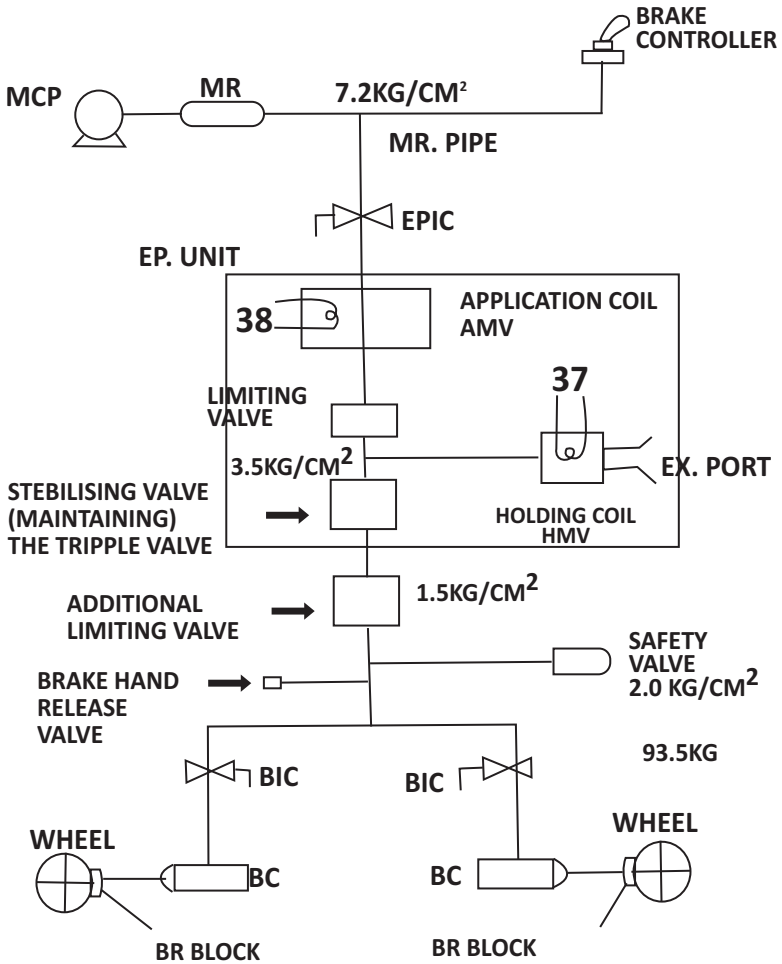 BRAKE
CONTROLLER
MCP
MR
7.2KG/CM²
MR. PIPE
EPIC
EP. UNIT
38
APPLICATION COIL
AMV
LIMITING
VALVE
37
3.5KG/CM²
EX. PORT
STEBILISING VALVE
(MAINTAINING)
THE TRIPPLE VALVE
HOLDING COIL
HMV
1.5KG/CM²
ADDITIONAL
LIMITING VALVE
SAFETY
VALVE
2.0 KG/CM²
BRAKE HAND
RELEASE
VALVE
93.5KG
BIC
BIC
WHEEL
WHEEL
BC
BC
BR BLOCK
BR BLOCK